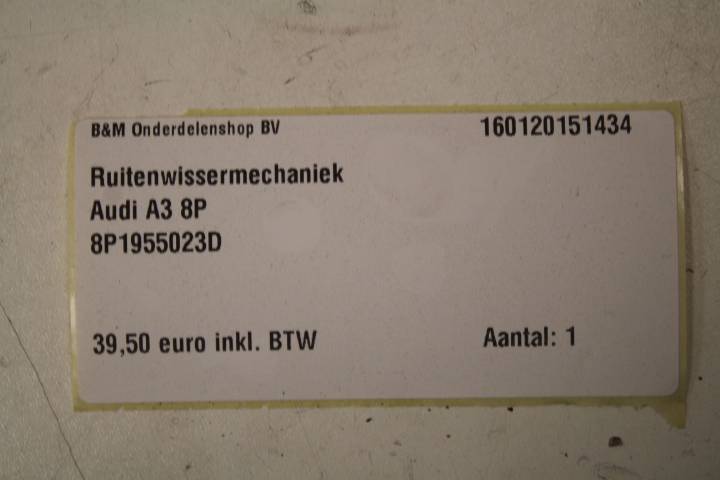 B&M Onderdelenshop BV 160120151434
Ruitenwissermechaniek
Audi A3 8P
8P1955023D
39,50 euro inkl. BTW Aantal: 1